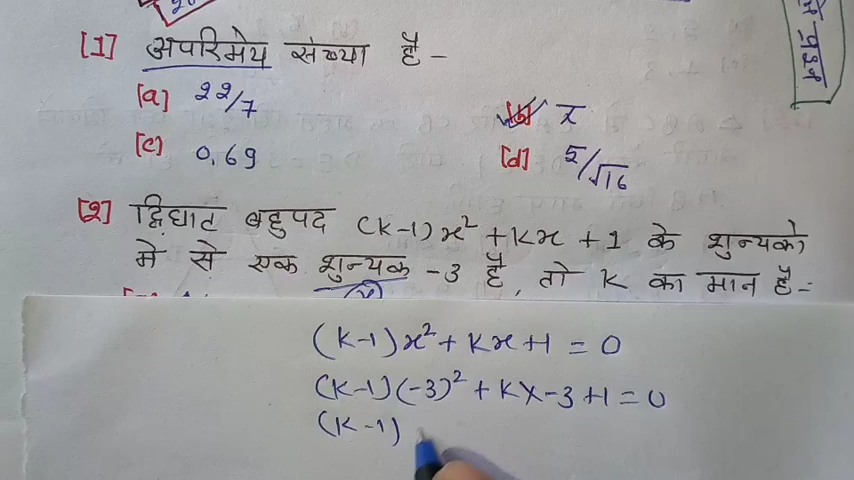 [1] अपरिमेय संख्या है -
[a] 22/7
[b] π
[c] 0.69
[d] 5/√16
[2] द्विघात बहुपद (k-1)x² + kx + 1 के शुन्यको
मे से एक शुन्यक -3 है, तो k का मान है -
(k-1)x² + kx + 1 = 0
(k-1)(-3)² + k × -3 + 1 = 0
(k-1)